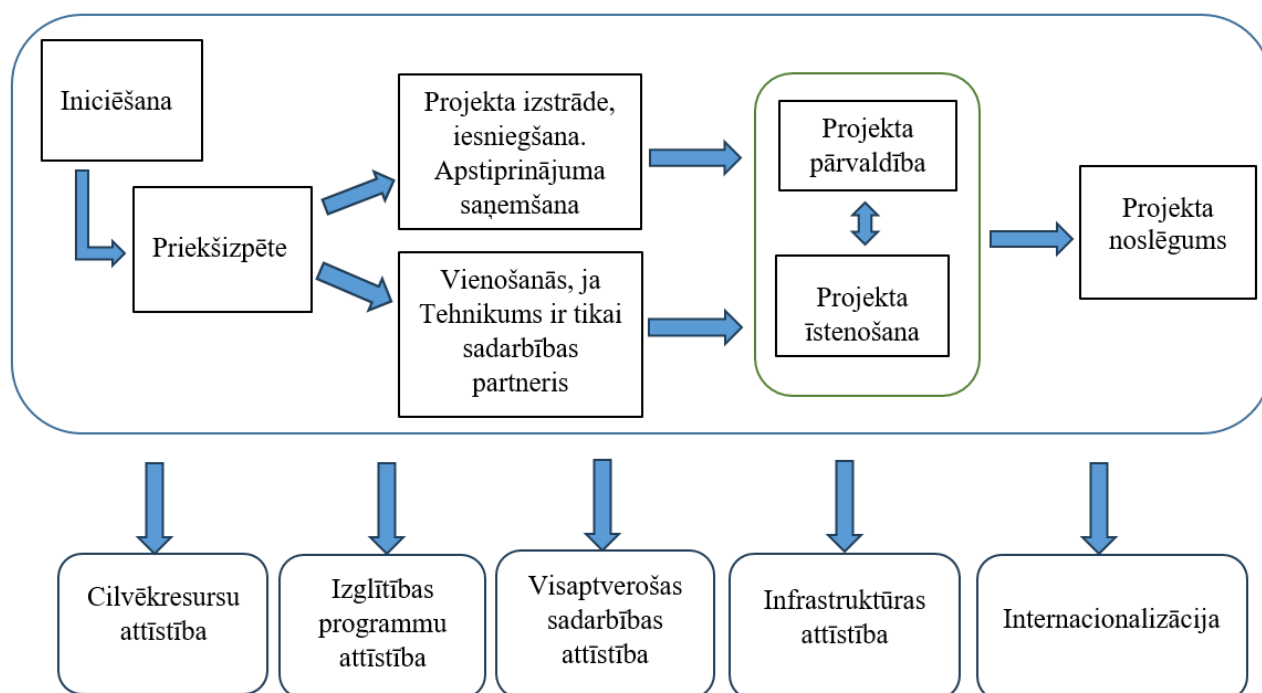 Iniciēšana
Priekšizpēte
Projekta izstrāde,
iesniegšana.
Apstiprinājuma
saņemšana
Vienošanās, ja
Tehnikums ir tikai
sadarbības
partneris
Projekta
pārvaldība
Projekta
īstenošana
Projekta
noslēgums
Cilvēkresursu
attīstība
Izglītības
programmu
attīstība
Visaptverošas
sadarbības
attīstība
Infrastruktūras
attīstība
Internacionalizācija